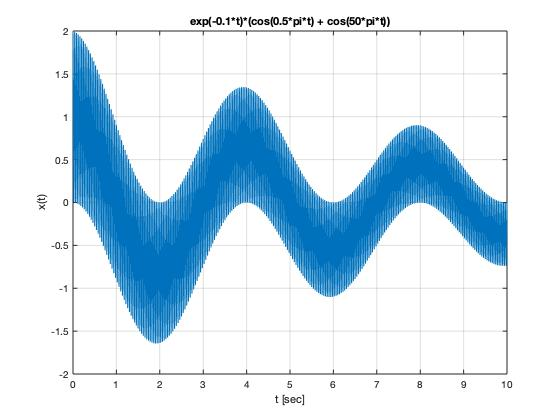 exp(-0.1*t)*(cos(0.5*pi*t) + cos(50*pi*t))
2
1.5
1
0.5
0
-0.5
-1
-1.5
-2
x(t)
0 1 2 3 4 5 6 7 8 9 10
t [sec]